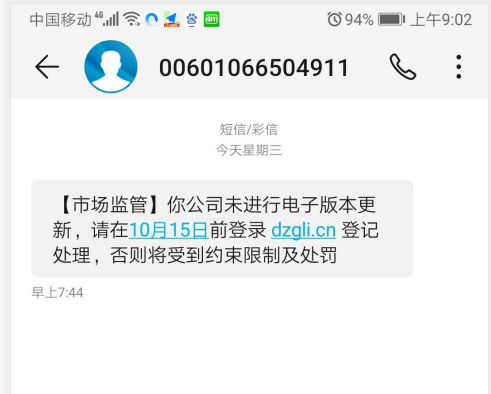 中国移动 4G 94% 上午9:02
00601066504911
短信/彩信
今天星期三
【市场监管】你公司未进行电子版本更
新，请在10月15日前登录 dzgli.cn 登记
处理，否则将受到约束限制及处罚
早上7:44